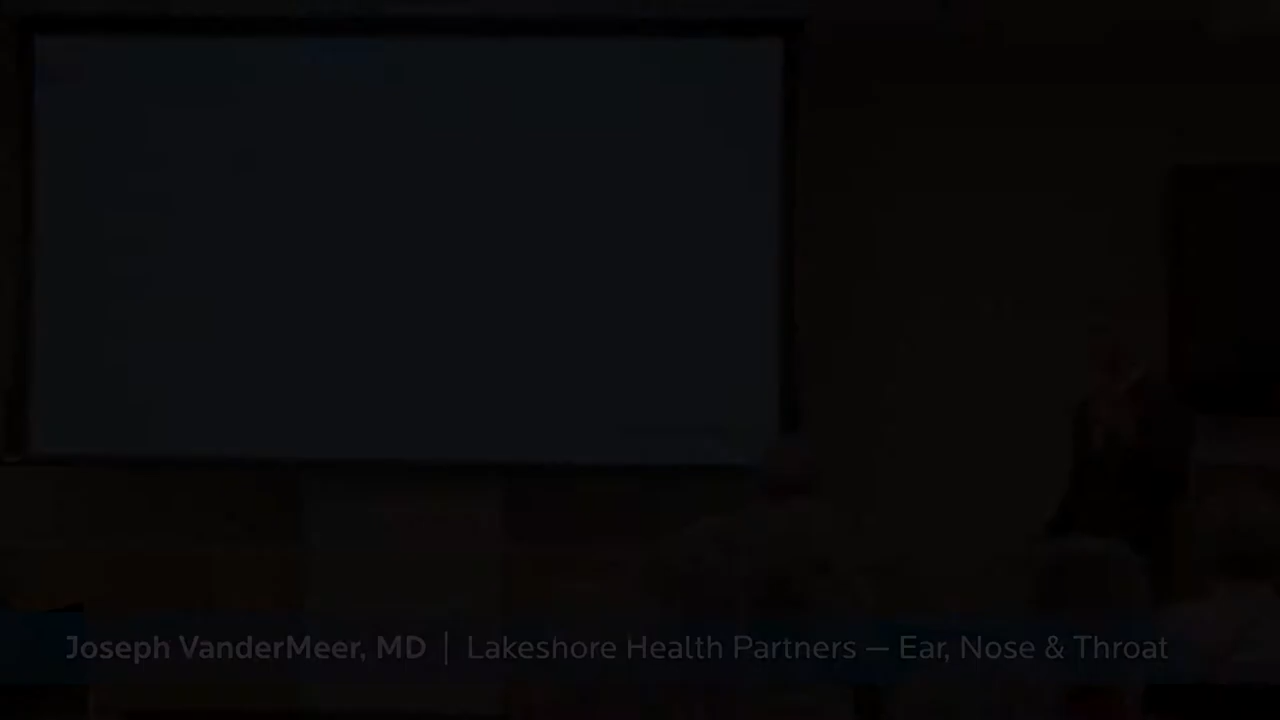 Joseph VanderMeer, MD | Lakeshore Health Partners — Ear, Nose & Throat